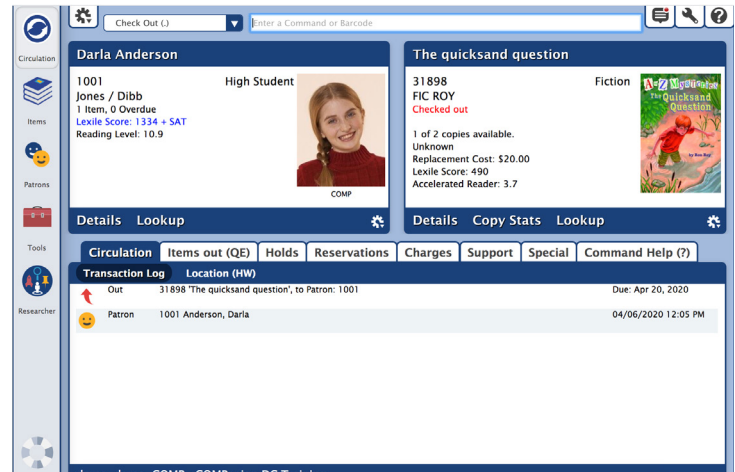 Circulation
Items
Patrons
Tools
Researcher
Check Out (.)
Enter a Command or Barcode
Darla Anderson
1001
High Student
Jones / Dibb
1 Item, 0 Overdue
Lexile Score: 1334 + SAT
Reading Level: 10.9
COMP
Details Lookup
The quicksand question
31898
Fiction
FIC ROY
Checked out
1 of 2 copies available.
Unknown
Replacement Cost: $20.00
Lexile Score: 490
Accelerated Reader: 3.7
A to Z Mysteries
The Quicksand
Question
by Ron Roy
Details Copy Stats Lookup
Circulation Items out (QE) Holds Reservations Charges Support Special Command Help (?)
Transaction Log Location (HW)
Out 31898 'The quicksand question', to Patron: 1001 Due: Apr 20, 2020
Patron 1001 Anderson, Darla 04/06/2020 12:05 PM